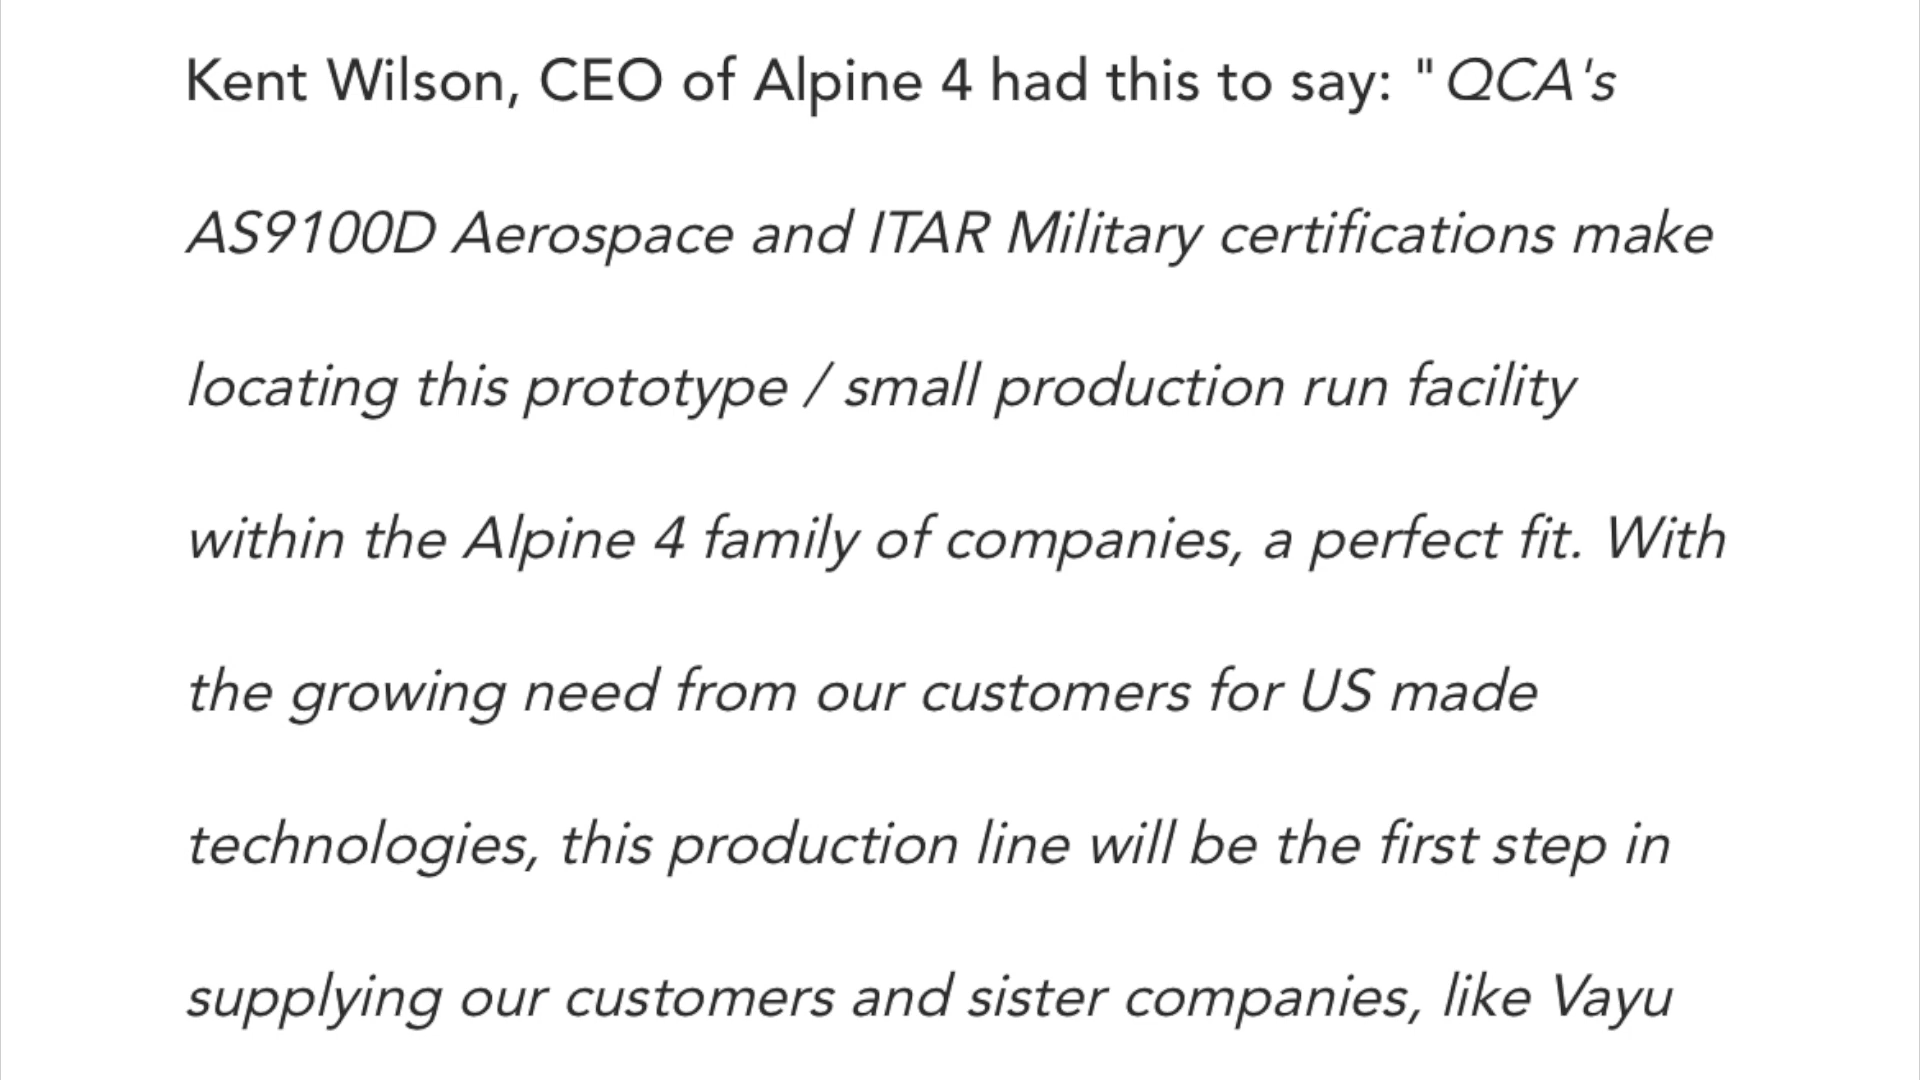 Kent Wilson, CEO of Alpine 4 had this to say: "QCA's
AS9100D Aerospace and ITAR Military certifications make
locating this prototype / small production run facility
within the Alpine 4 family of companies, a perfect fit. With
the growing need from our customers for US made
technologies, this production line will be the first step in
supplying our customers and sister companies, like Vayu